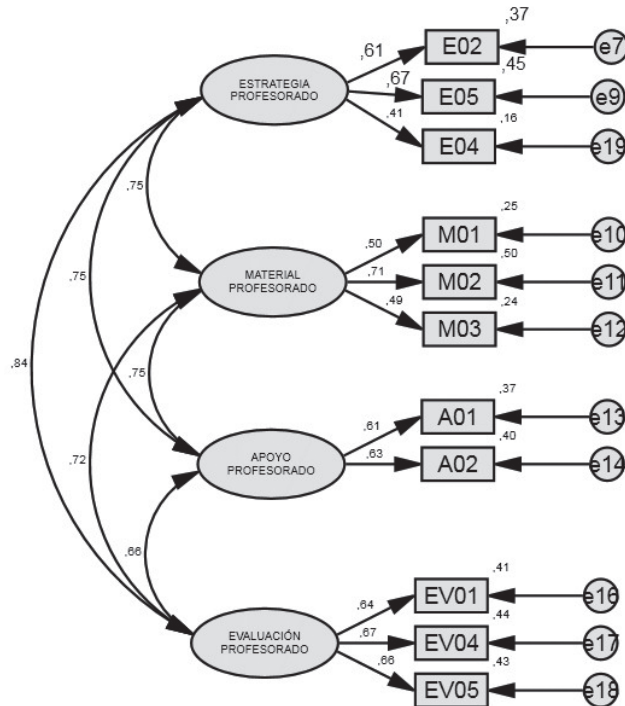 ,37
,61
E02
e7
,45
ESTRATEGIA
PROFESORADO
,67
E05
e9
,16
,41
E04
e19
,75
,25
,50
M01
e10
,50
MATERIAL
PROFESORADO
,71
M02
e11
,24
,49
M03
e12
,75
,84
,75
,37
,61
A01
e13
,40
APOYO
PROFESORADO
,63
A02
e14
,72
,66
,41
,64
EV01
e16
,44
EVALUACIÓN
PROFESORADO
,67
EV04
e17
,43
,66
EV05
e18